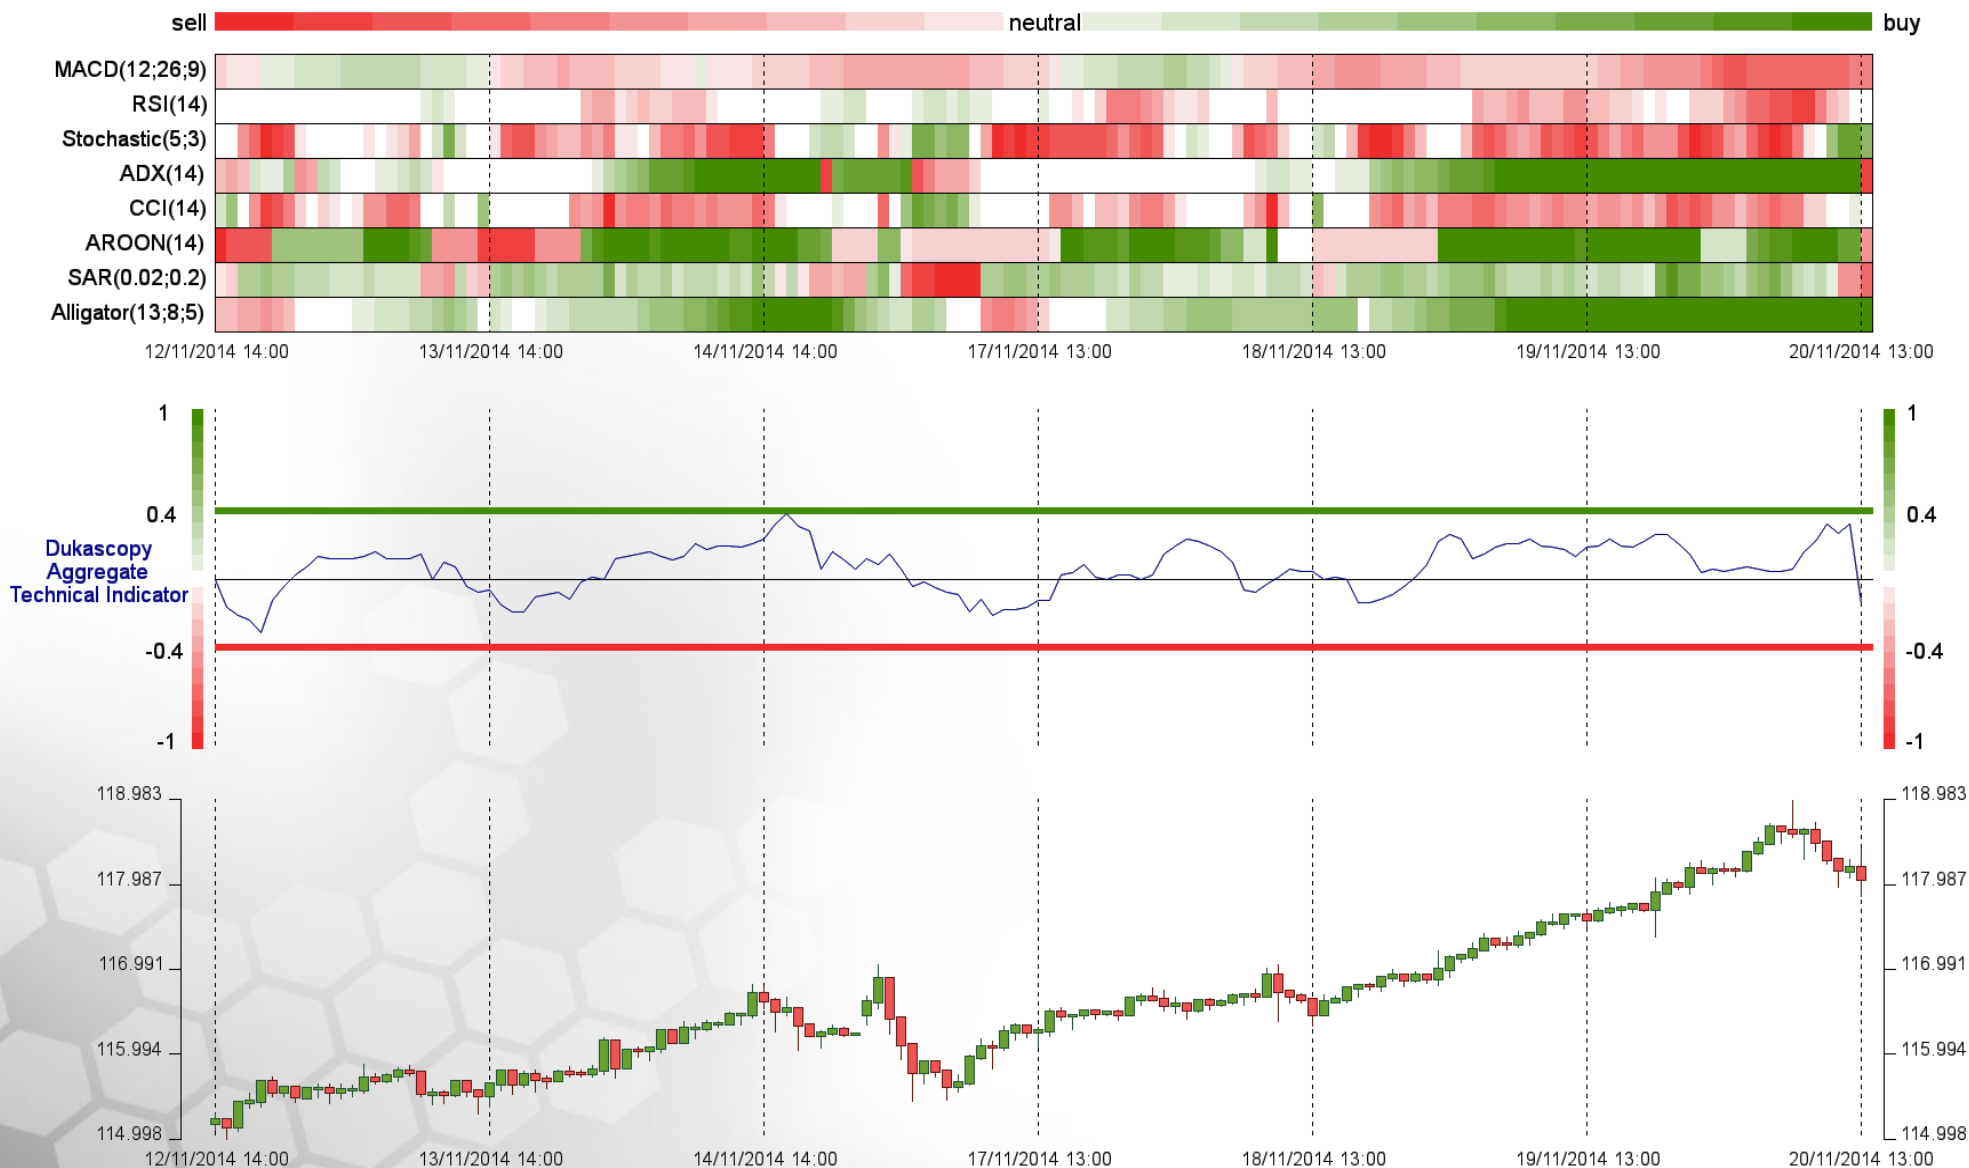 sell neutral buy
MACD(12;26;9)
RSI(14)
Stochastic(5;3)
ADX(14)
CCI(14)
AROON(14)
SAR(0.02;0.2)
Alligator(13;8;5)
12/11/2014 14:00 13/11/2014 14:00 14/11/2014 14:00 17/11/2014 13:00 18/11/2014 13:00 19/11/2014 13:00 20/11/2014 13:00
1 1
0.4 0.4
Dukascopy
Aggregate
Technical Indicator
-0.4 -0.4
-1 -1
118.983 118.983
117.987 117.987
116.991 116.991
115.994 115.994
114.998 114.998
12/11/2014 14:00 13/11/2014 14:00 14/11/2014 14:00 17/11/2014 13:00 18/11/2014 13:00 19/11/2014 13:00 20/11/2014 13:00